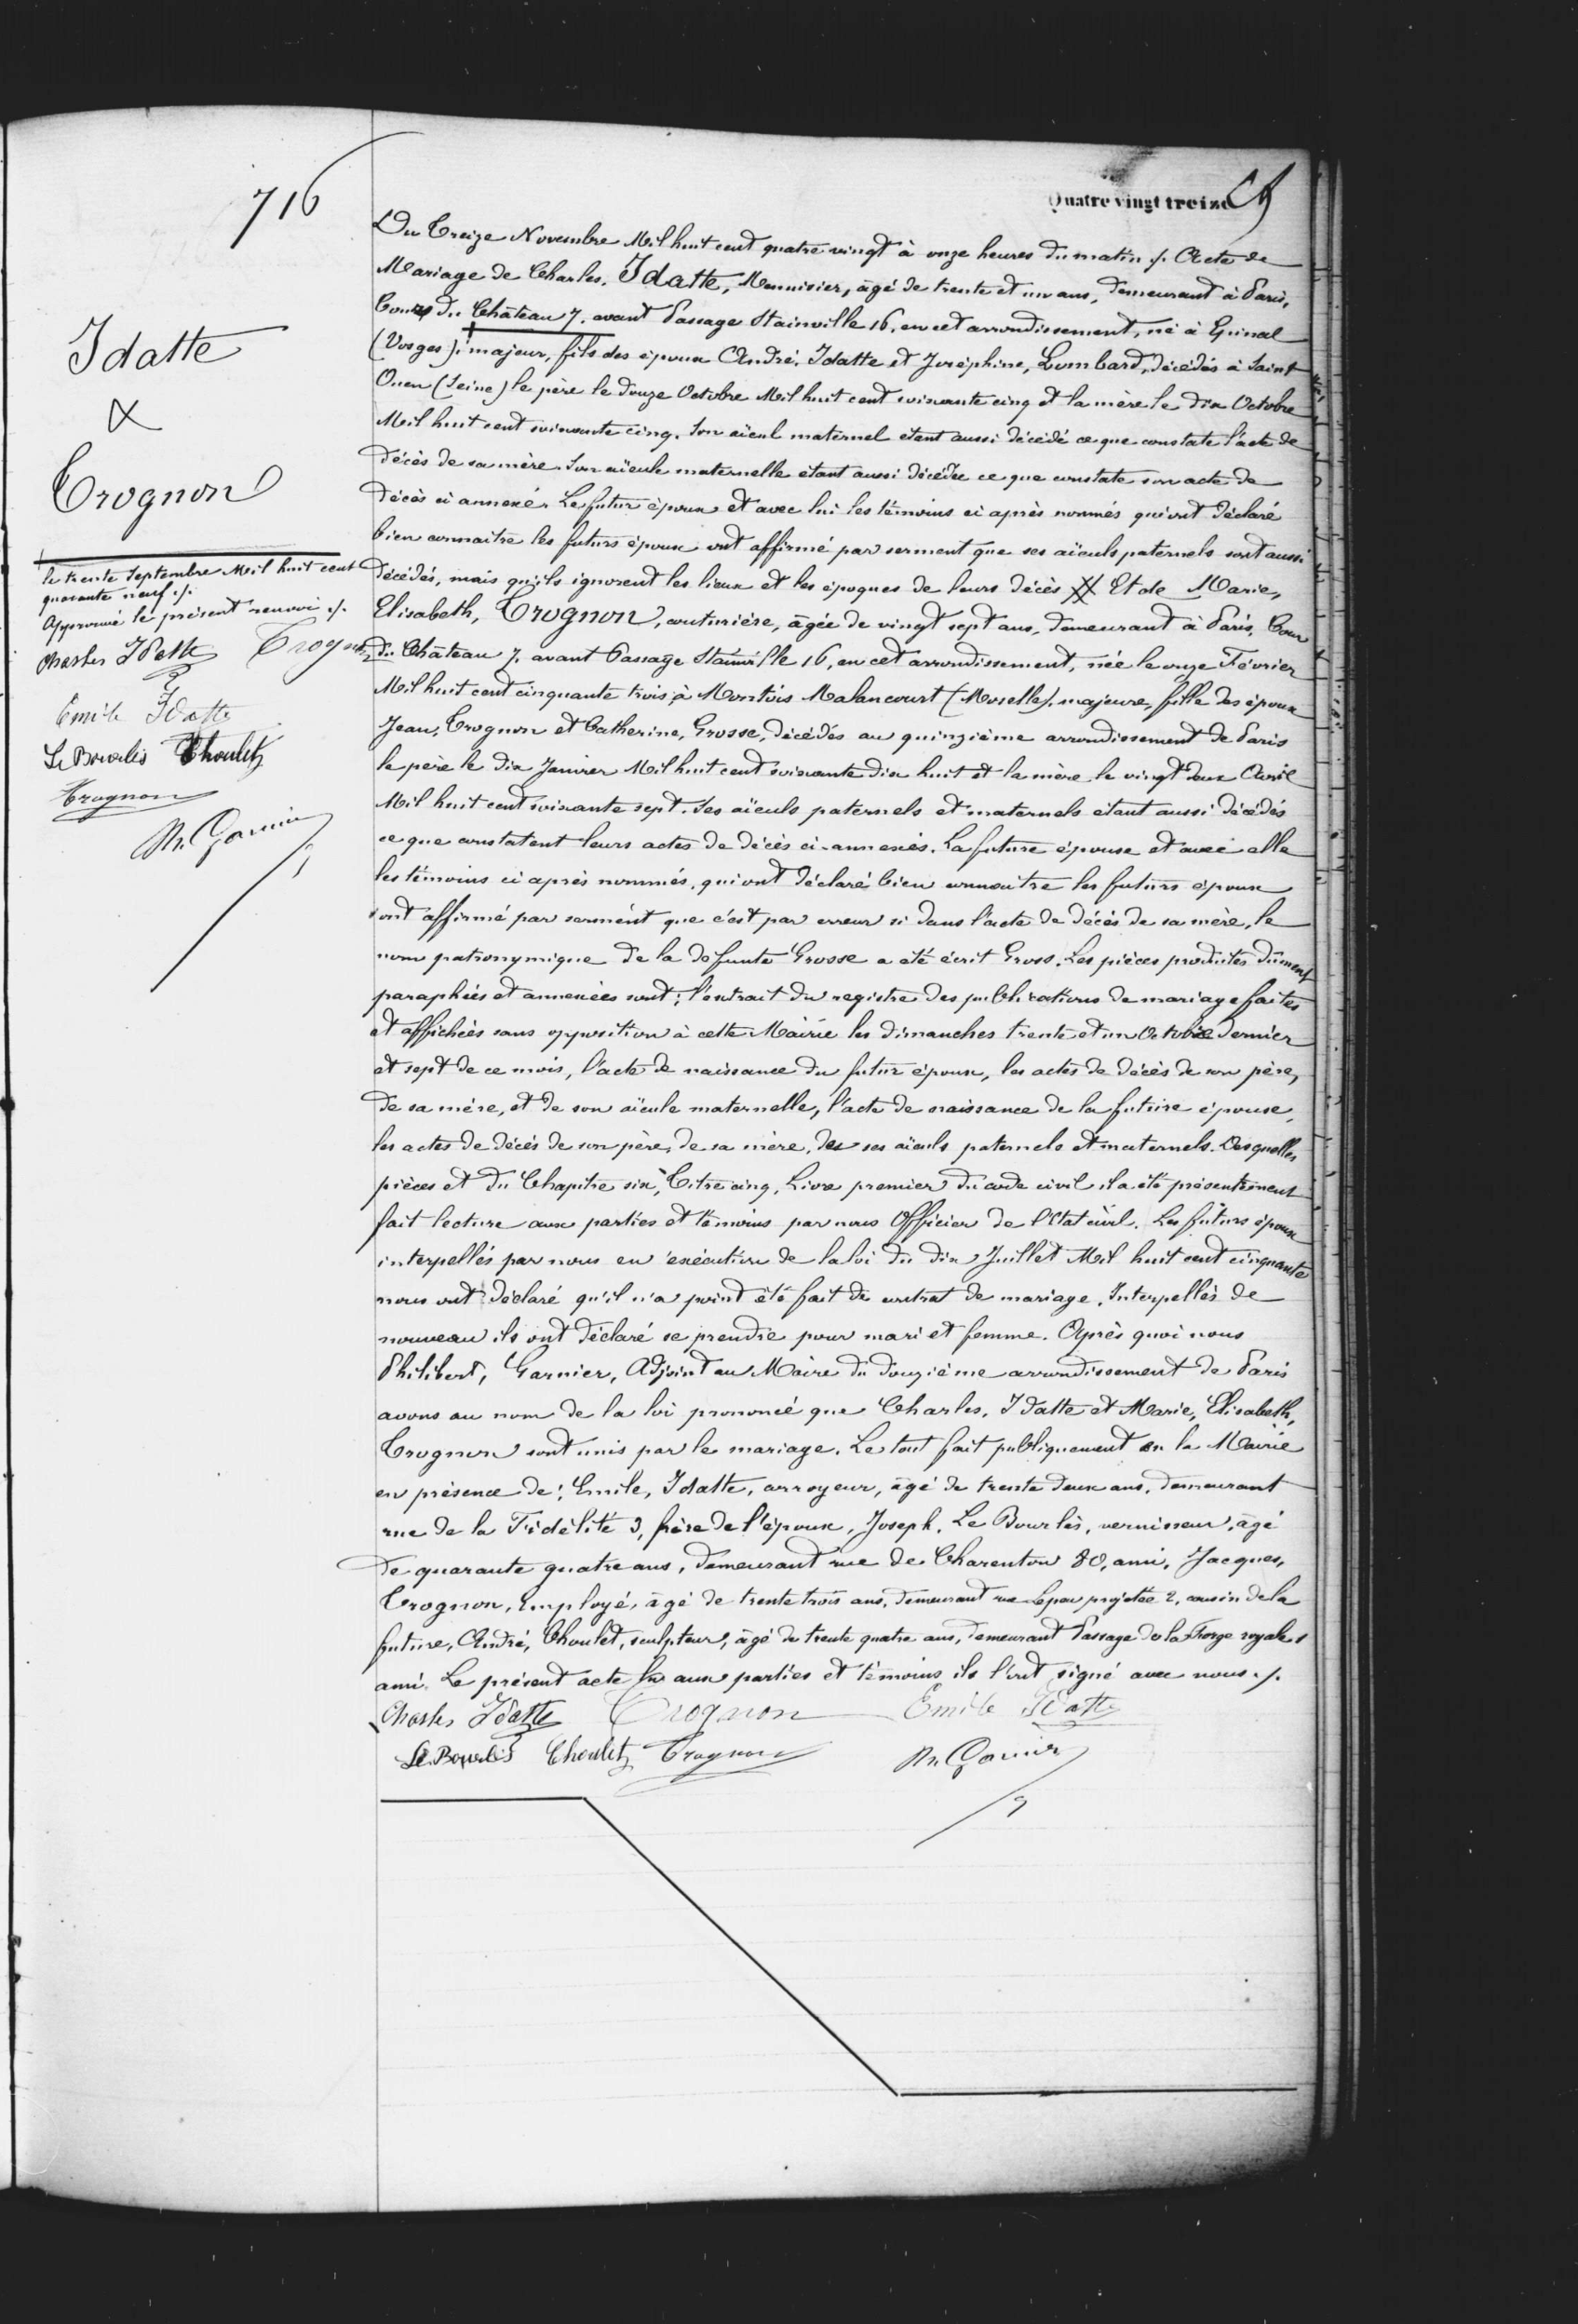 716
Quatre vingt treize
Idatte
&
Trognon
le trente Septembre Mil huit cent
quarante neuf ./.
Approuvé le présent renvoi ./.
Charles Idatte Trognon
Emile Idatte
Le Bourlès Choulet
Trognon
Ph. Garnier
Du Treize Novembre Mil huit cent quatre vingt à onze heures du matin ./. Acte de
Mariage de Charles, Idatte, Menuisier, âgé de trente et un ans, demeurant à Paris,
Cour du Château 7, avant Passage Stainville 16, en cet arrondissement, né à Epinal
(Vosges), majeur, fils des époux André, Idatte et Joséphine, Lombard, décédés à Saint
Ouen (Seine) le père le douze Octobre Mil huit cent soixante cinq et la mère le dix Octobre
Mil huit cent soixante cinq. Son aïeul maternel étant aussi décédé ce que constate l'acte de
décès de sa mère. Son aïeule maternelle étant aussi décédée ce que constate son acte de
décès ci annexé. Le futur époux et avec lui les témoins ci après nommés qui ont déclaré
bien connaître les futurs époux ont affirmé par serment que ses aïeuls paternels sont aussi
décédés, mais qu'ils ignorent les lieux et les époques de leurs décès Et de Marie,
Elisabeth, Trognon, couturière, âgée de vingt sept ans, demeurant à Paris, Cour
du Château 7, avant Passage Stainville 16, en cet arrondissement, née le onze Février
Mil huit cent cinquante trois, à Montois Malancourt (Moselle), majeure, fille des époux
Jean, Trognon et Catherine, Grosse, décédés au quinzième arrondissement de Paris
le père le dix Janvier Mil huit cent soixante dix huit et la mère le vingt deux Avril
Mil huit cent soixante sept. Ses aïeuls paternels et maternels étant aussi décédés
ce que constatent leurs actes de décès ci-annexés. La future épouse et avec elle
les témoins ci après nommés, qui ont déclaré bien connaître les futurs époux
ont affirmé par serment que c'est par erreur si dans l'acte de décès de sa mère, le
nom patronymique de la défunte Grosse a été écrit Gross. Les pièces produites dûment
paraphées et annexées sont: l'extrait du registre des publications de mariage faites
et affichées sans opposition à cette Mairie les dimanches trente et un Octobre dernier
et sept de ce mois, l'acte de naissance du futur époux, les actes de décès de son père,
de sa mère, et de son aïeule maternelle, l'acte de naissance de la future épouse,
les actes de décès de son père, de sa mère, de ses aïeuls paternels et maternels. Desquelles
pièces et du Chapitre six, Titre cinq, Livre premier du code civil il a été présentement
fait lecture aux parties et témoins par nous Officier de l'Etat civil. Les futurs époux
interpellés par nous en exécution de la loi du dix Juillet Mil huit cent cinquante
nous ont déclaré qu'il n'a point été fait de contrat de mariage. Interpellés de
nouveau ils ont déclaré se prendre pour mari et femme. Après quoi nous
Philibert, Garnier, Adjoint au Maire du douzième arrondissement de Paris
avons au nom de la loi prononcé que Charles, Idatte et Marie, Elisabeth,
Trognon sont unis par le mariage. Le tout fait publiquement en la Mairie
en présence de: Emile, Idatte, arroyeur, âgé de trente deux ans, demeurant
rue de la Fidélité 3, frère de l'époux, Joseph, Le Bourlès, vernisseur, âgé
de quarante quatre ans, demeurant rue de Charenton 80, ami, Jacques,
Trognon, Employé, âgé de trente trois ans, demeurant rue projetée 2, cousin de la
future, André, Choulet, sculpteur, âgé de trente quatre ans, demeurant Passage de la Forge royale,
ami. Le présent acte lu aux parties et témoins ils l'ont signé avec nous ./.
Charles Idatte Trognon Emile Idatte
Le Bourlès Choulet Trognon Ph. Garnier